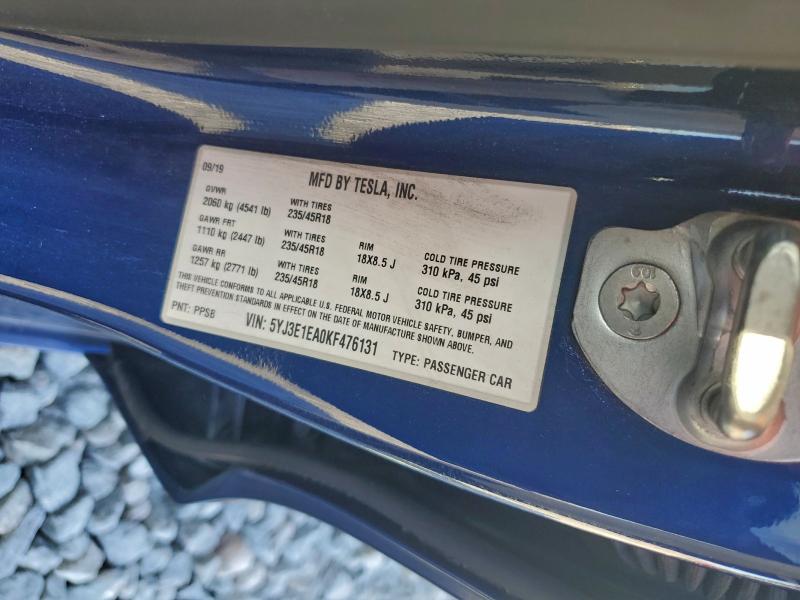 09/19
MFD BY TESLA, INC.
GVWR
2060 kg (4541 lb)
WITH TIRES
235/45R18
GAWR FRT
1110 kg (2447 lb)
WITH TIRES
235/45R18
RIM
18X8.5 J
COLD TIRE PRESSURE
310 kPa, 45 psi
GAWR RR
1257 kg (2771 lb)
WITH TIRES
235/45R18
RIM
18X8.5 J
COLD TIRE PRESSURE
310 kPa, 45 psi
THIS VEHICLE CONFORMS TO ALL APPLICABLE U.S. FEDERAL MOTOR VEHICLE SAFETY, BUMPER, AND
THEFT PREVENTION STANDARDS IN EFFECT ON THE DATE OF MANUFACTURE SHOWN ABOVE.
PNT: PPSB
VIN: 5YJ3E1EA0KF476131
TYPE: PASSENGER CAR